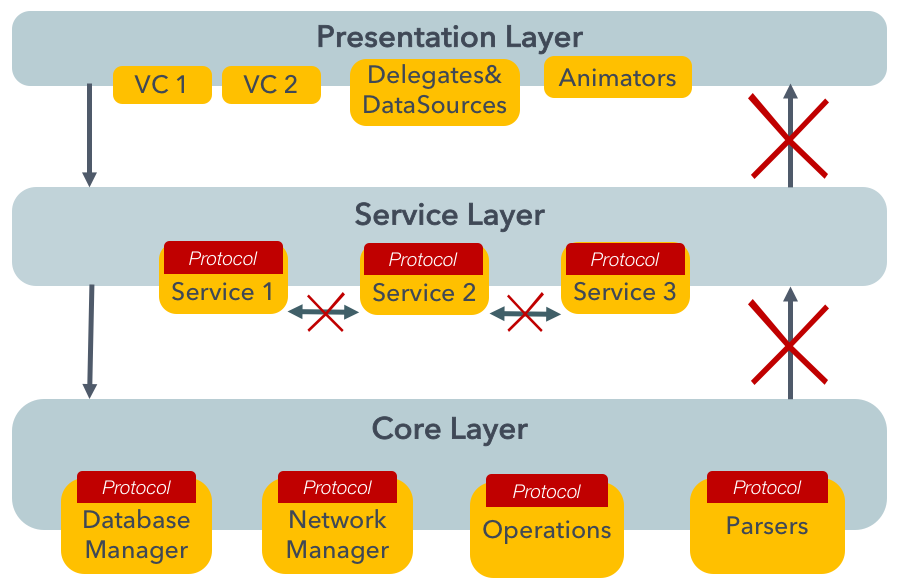 Presentation Layer
VC 1
VC 2
Delegates&
DataSources
Animators
Service Layer
Protocol
Service 1
Protocol
Service 2
Protocol
Service 3
Core Layer
Protocol
Database
Manager
Protocol
Network
Manager
Protocol
Operations
Protocol
Parsers